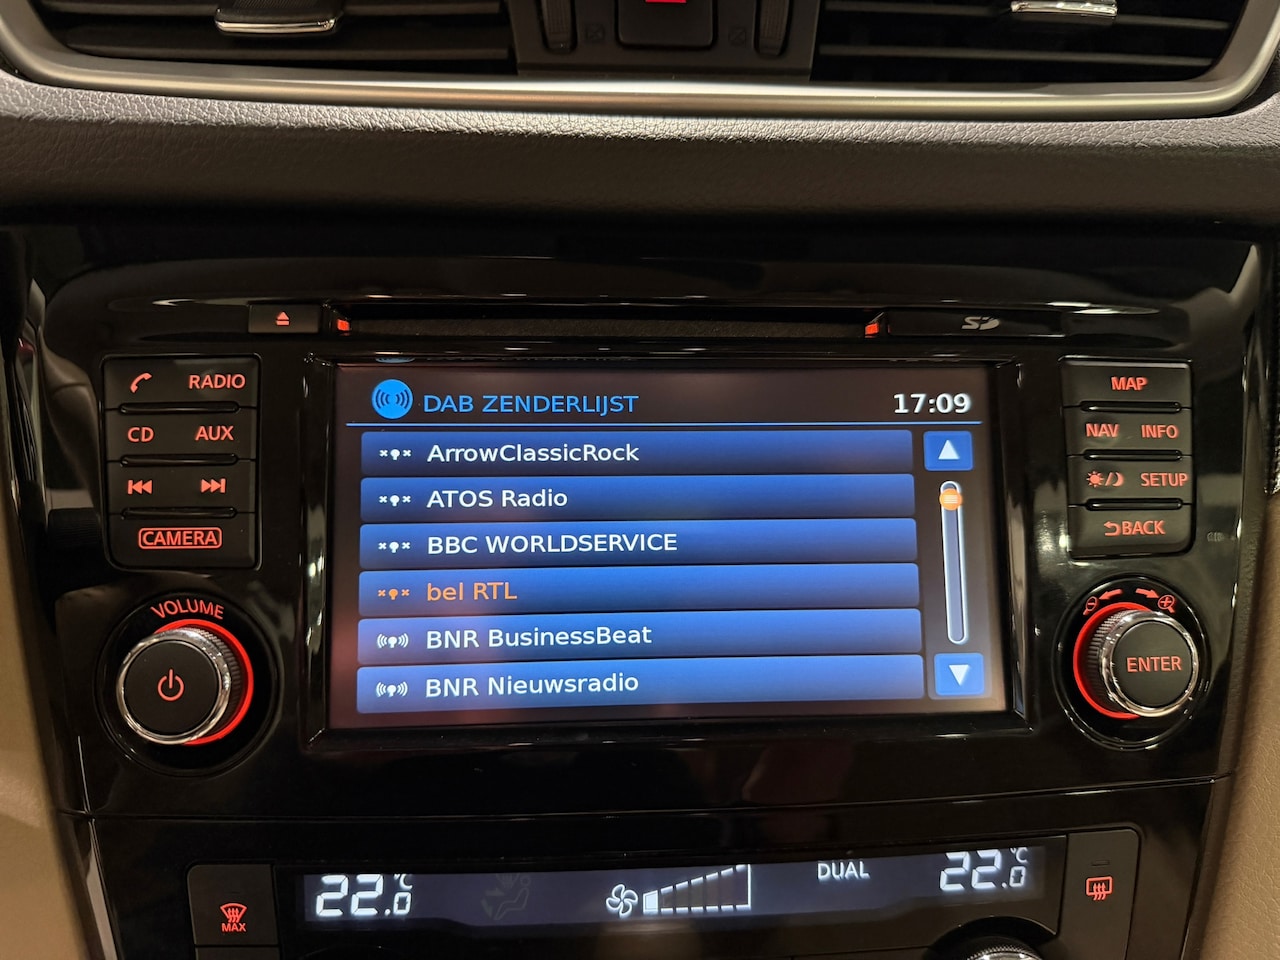 SD
RADIO
CD AUX
CAMERA
VOLUME
DAB ZENDERLIJST 17:09
ArrowClassicRock
ATOS Radio
BBC WORLDSERVICE
bel RTL
BNR BusinessBeat
BNR Nieuwsradio
MAP
NAV INFO
SETUP
BACK
ENTER
22.0 °C DUAL 22.0 °C
MAX